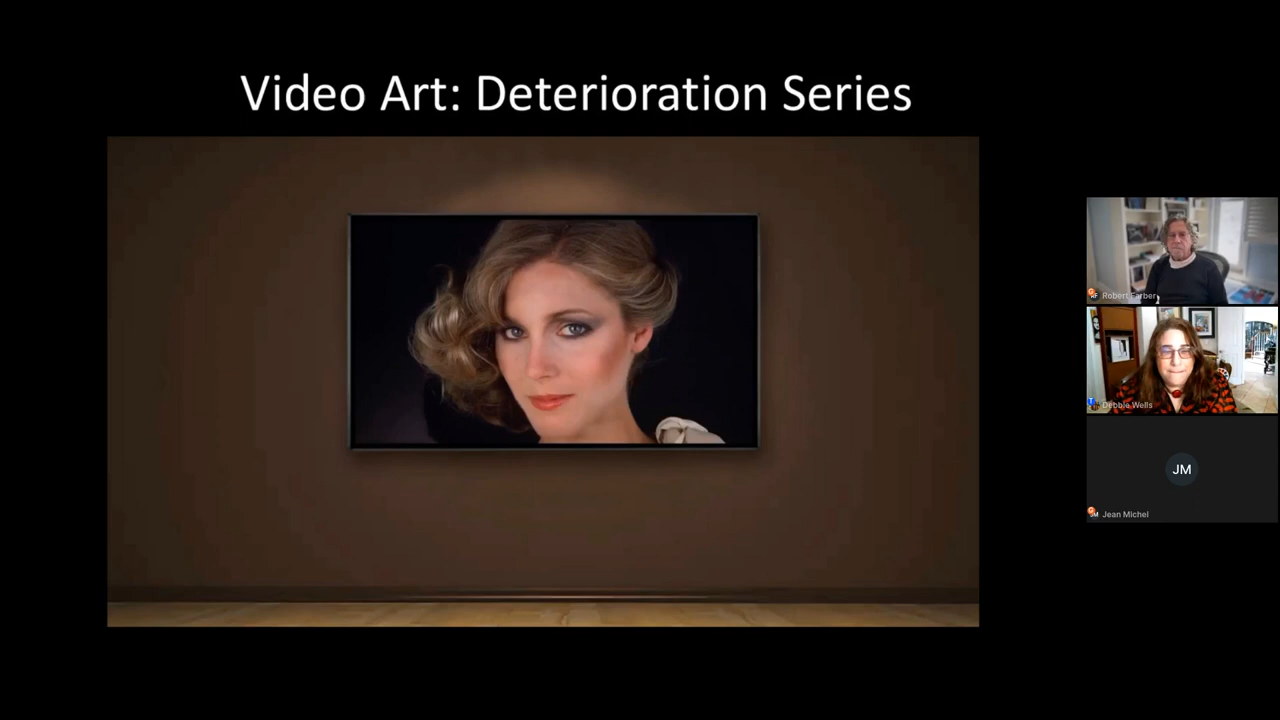 Video Art: Deterioration Series
Robert Farber
Debbie Wells
JM
Jean Michel